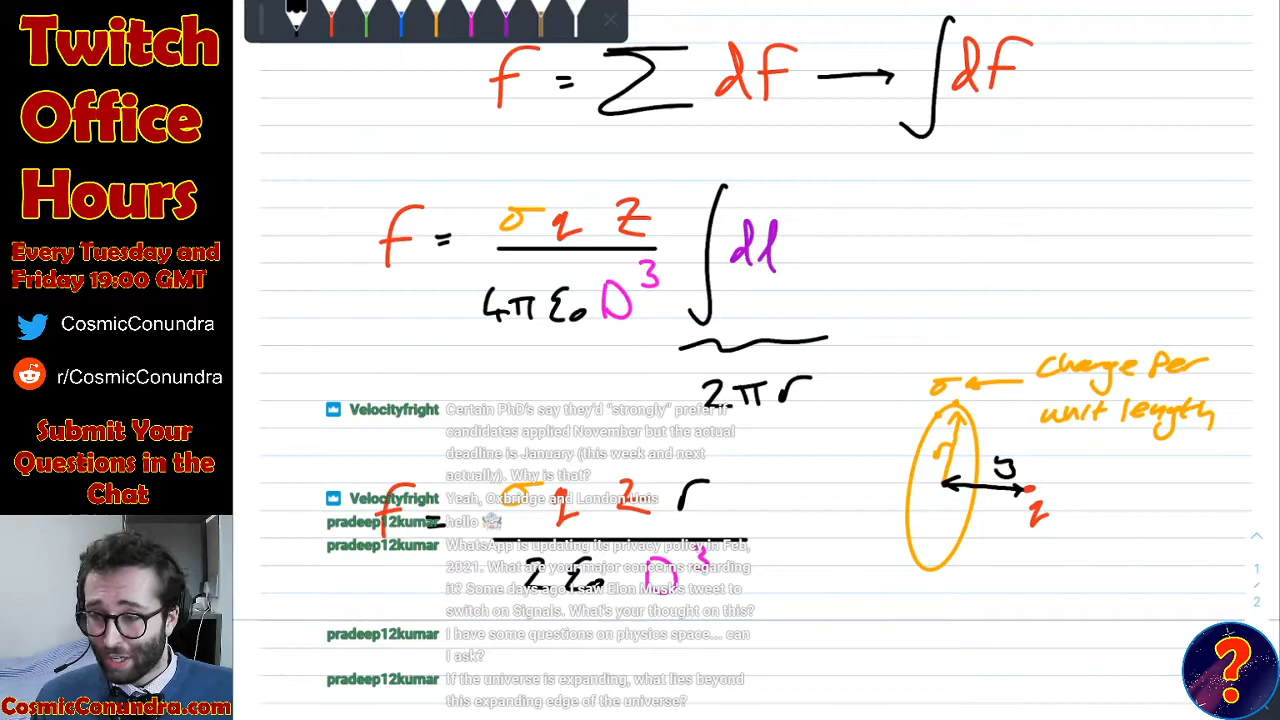 Twitch
Office
Hours
Every Tuesday and
Friday 19:00 GMT
CosmicConundra
r/CosmicConundra
Submit Your
Questions in the
Chat
CosmicConundra.com
F = ∑ dF → ∫ dF
F = σ q z / 4π ε₀ D³ ∫ dl
2πr
Velocityfright Certain PhD's say they'd "strongly" prefer if
candidates applied November but the actual
deadline is January (this week and next
actually). Why is that?
Velocityfright Yeah, Oxbridge and London Unis
pradeep12kumar hello
pradeep12kumar WhatsApp is updating its privacy policy in Feb,
2021. What are your major concerns regarding
it? Some days ago I saw Elon Musk's tweet to
switch on Signals. What's your thought on this?
pradeep12kumar I have some questions on physics space... can
I ask?
pradeep12kumar If the universe is expanding, what lies beyond
this expanding edge of the universe?
F = σ q z r / 2 ε₀ D³
σ ← charge per
unit length
r
q
1
/
2
?